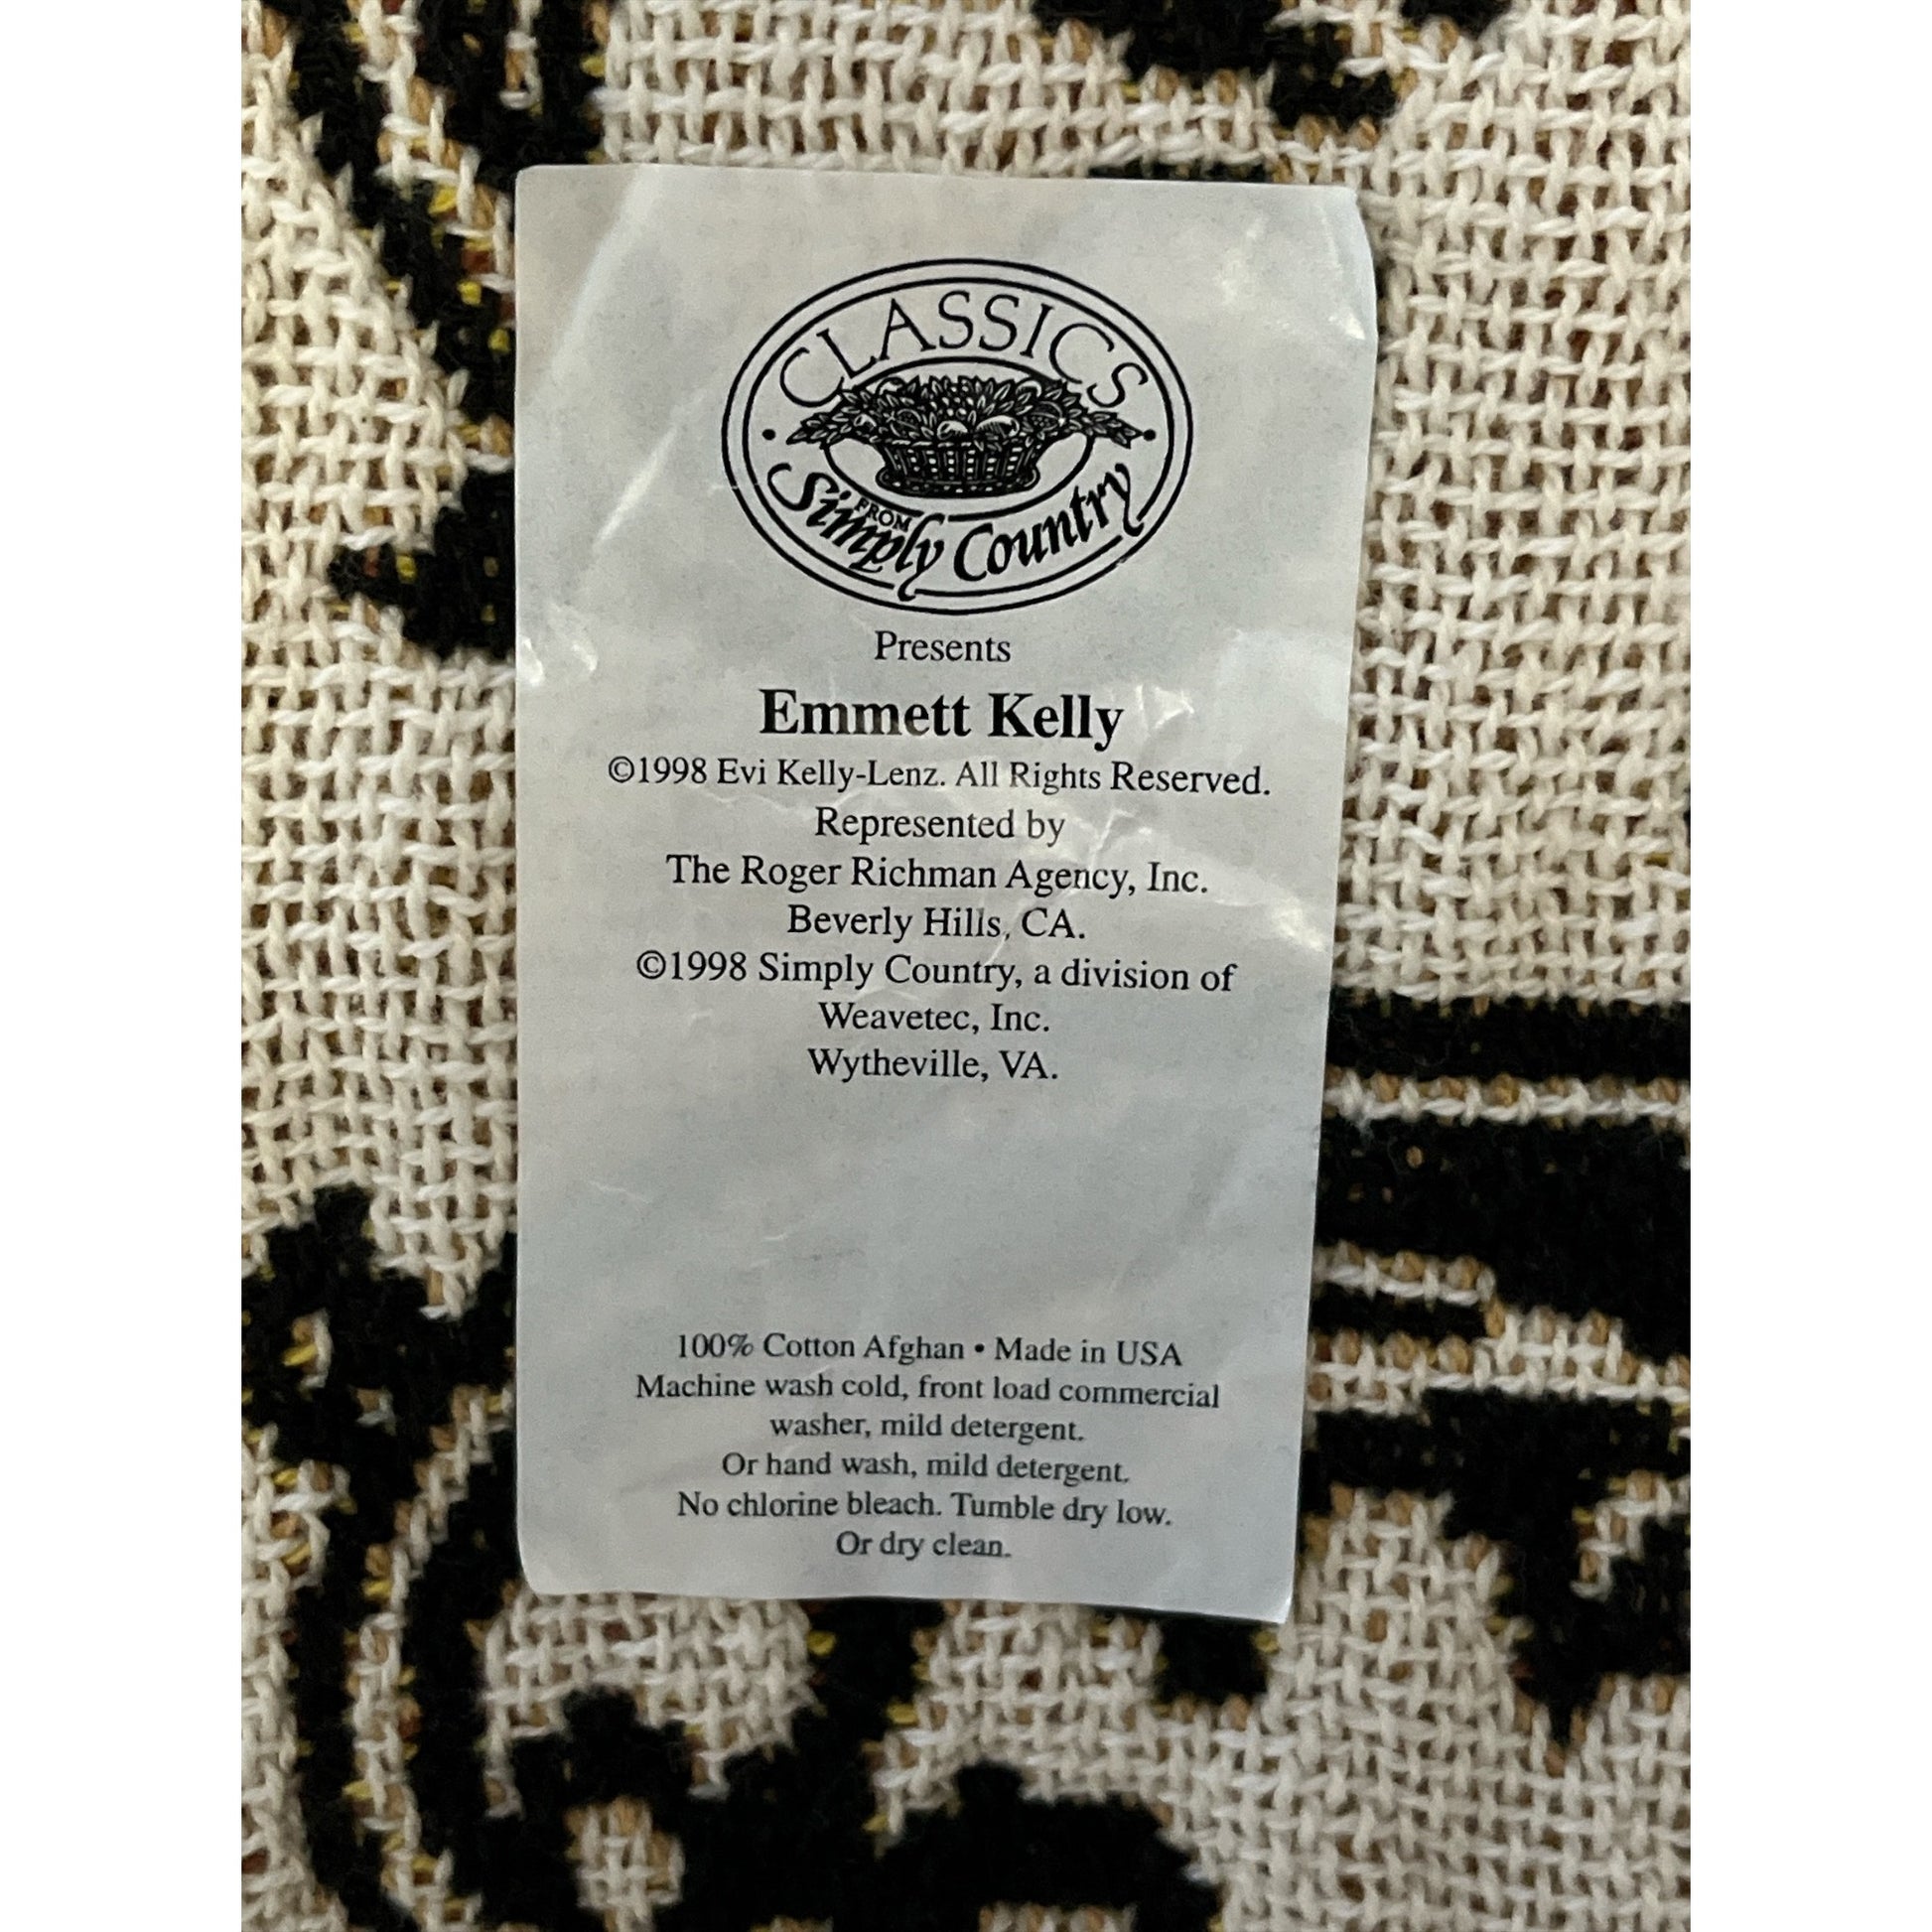 CLASSICS
FROM
Simply Country
Presents
Emmett Kelly
©1998 Evi Kelly-Lenz. All Rights Reserved.
Represented by
The Roger Richman Agency, Inc.
Beverly Hills, CA.
©1998 Simply Country, a division of
Weavetec, Inc.
Wytheville, VA.
100% Cotton Afghan • Made in USA
Machine wash cold, front load commercial
washer, mild detergent.
Or hand wash, mild detergent.
No chlorine bleach. Tumble dry low.
Or dry clean.